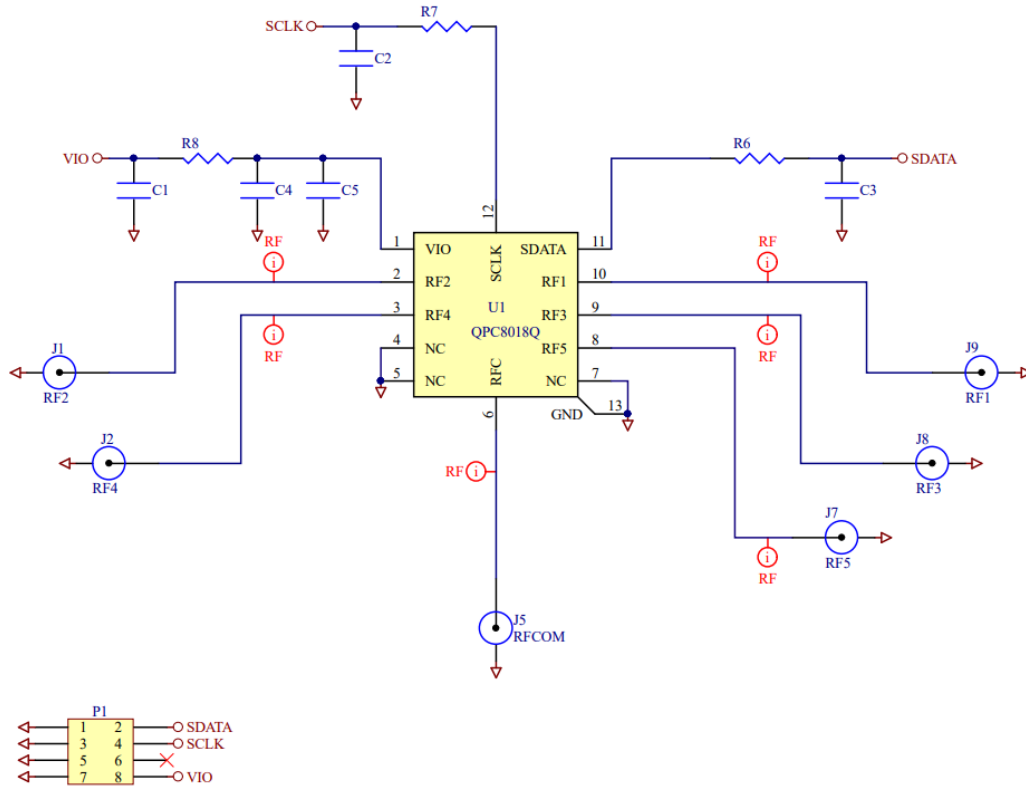 SCLK
R7
C2
VIO
R8
C1
C4
C5
R6
SDATA
C3
12
1
VIO
SCLK
SDATA
11
RF
RF
2
RF2
RF1
10
U1
3
RF4
RF3
9
QPC8018Q
RF
RF
4
NC
RF5
8
J1
RF2
5
NC
RFC
NC
7
J9
RF1
6
GND
13
J2
RF4
RF
J8
RF3
J7
RF5
RF
J5
RFCOM
P1
1 2 SDATA
3 4 SCLK
5 6
7 8 VIO
i
i
i
i
i
i